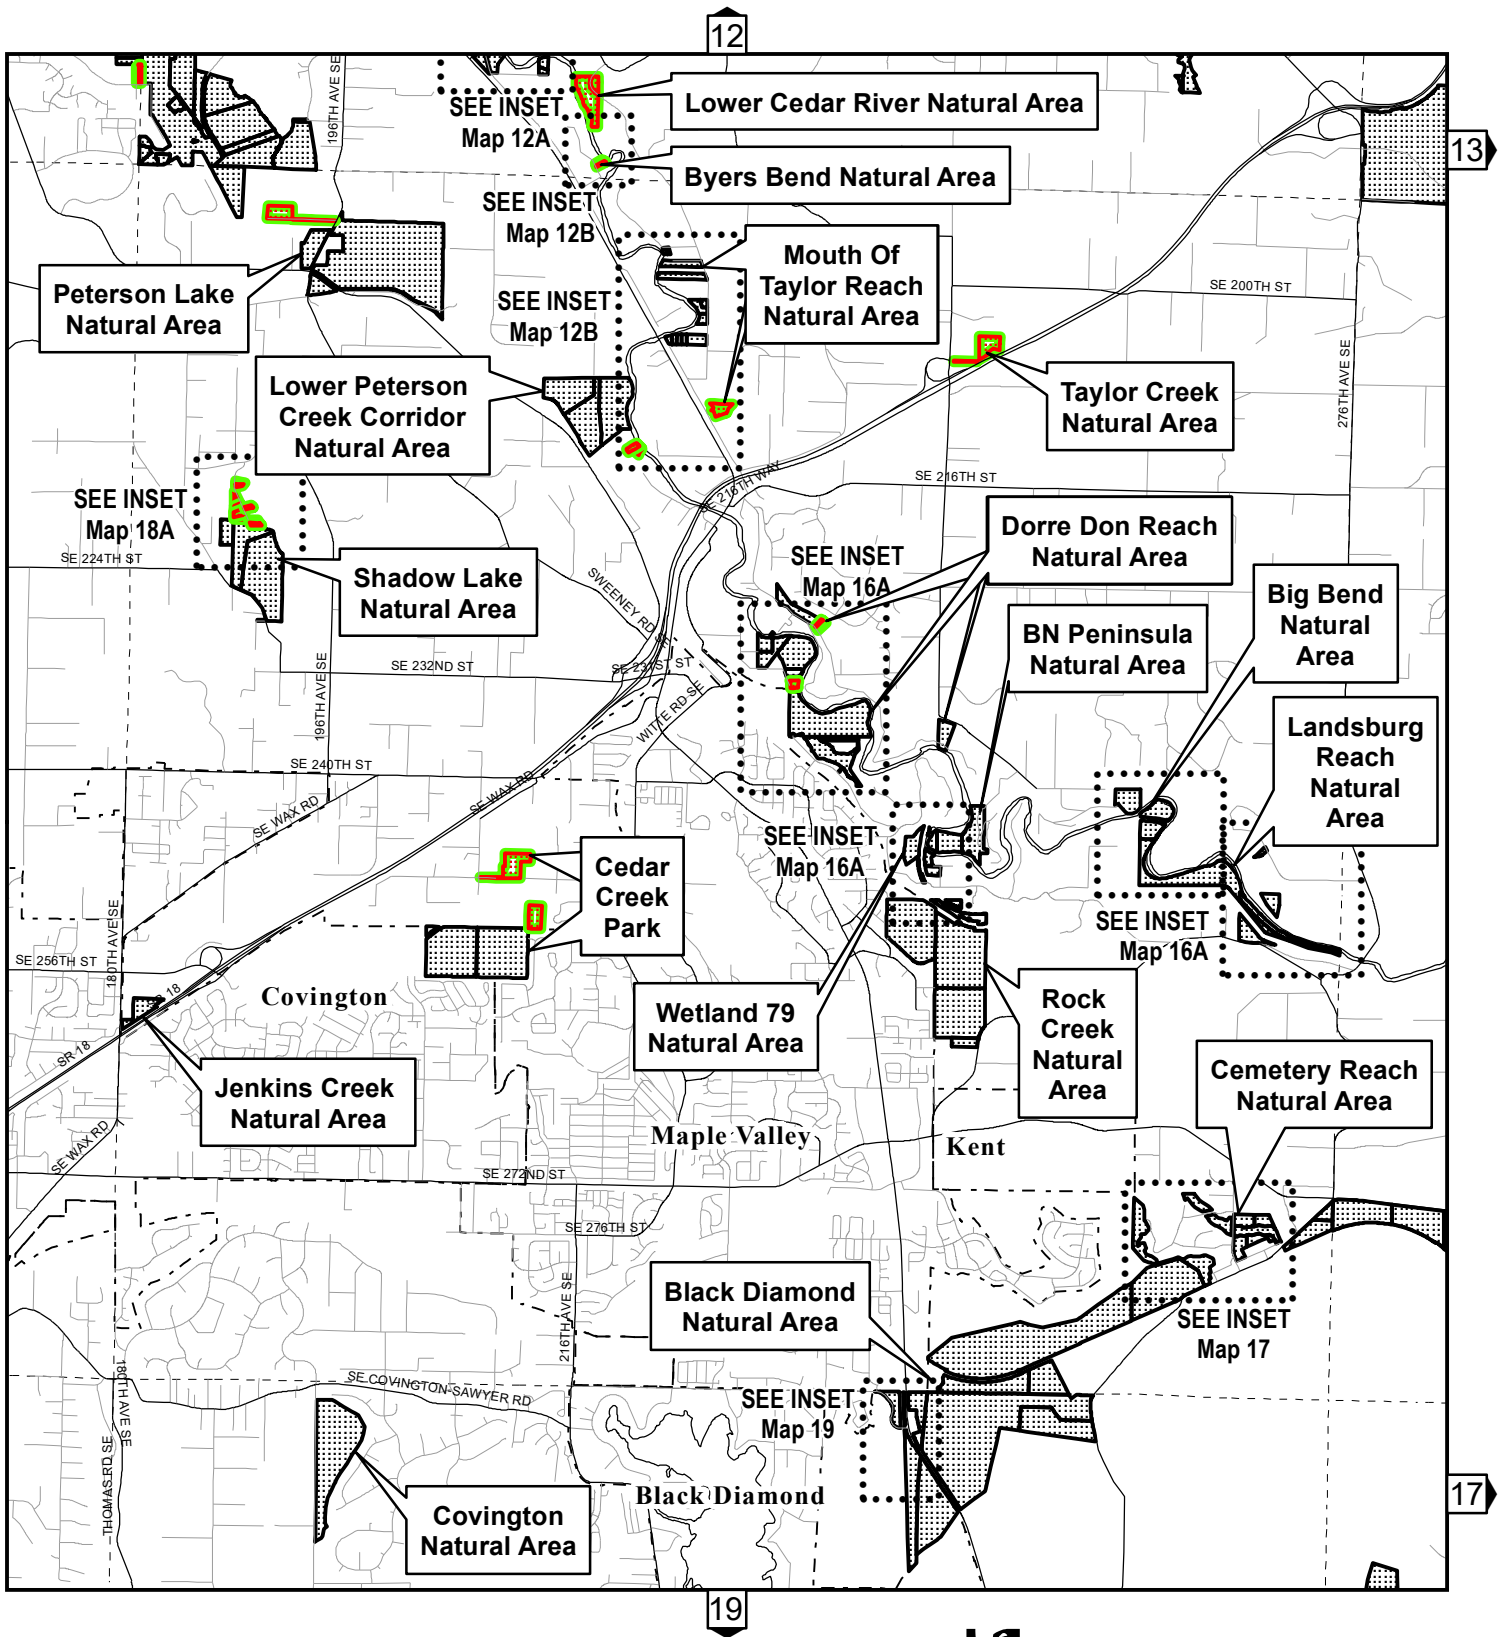 12
196TH AVE SE
SEE INSET
Map 12A
Lower Cedar River Natural Area
13
Byers Bend Natural Area
SEE INSET
Map 12B
Mouth Of
Taylor Reach
Natural Area
Peterson Lake
Natural Area
SEE INSET
Map 12B
SE 200TH ST
276TH AVE SE
Lower Peterson
Creek Corridor
Natural Area
Taylor Creek
Natural Area
SE 216TH WAY
SE 216TH ST
SEE INSET
Map 18A
SE 224TH ST
Dorre Don Reach
Natural Area
SEE INSET
Map 16A
Shadow Lake
Natural Area
SWEENEY RD SE
Big Bend
Natural
Area
BN Peninsula
Natural Area
SE 232ND ST
SE 231ST ST
196TH AVE SE
WITTE RD SE
Landsburg
Reach
Natural
Area
SE 240TH ST
SE WAX RD
SE WAX RD
SEE INSET
Map 16A
Cedar
Creek
Park
SEE INSET
Map 16A
180TH AVE SE
SE 256TH ST
Covington
18
Wetland 79
Natural Area
Rock
Creek
Natural
Area
SR 18
Jenkins Creek
Natural Area
Cemetery Reach
Natural Area
SE WAX RD
Maple Valley
Kent
SE 272ND ST
SE 276TH ST
216TH AVE SE
Black Diamond
Natural Area
SEE INSET
Map 17
180TH AVE SE
SE COVINGTON-SAWYER RD
SEE INSET
Map 19
THOMAS RD SE
Black Diamond
Covington
Natural Area
17
19